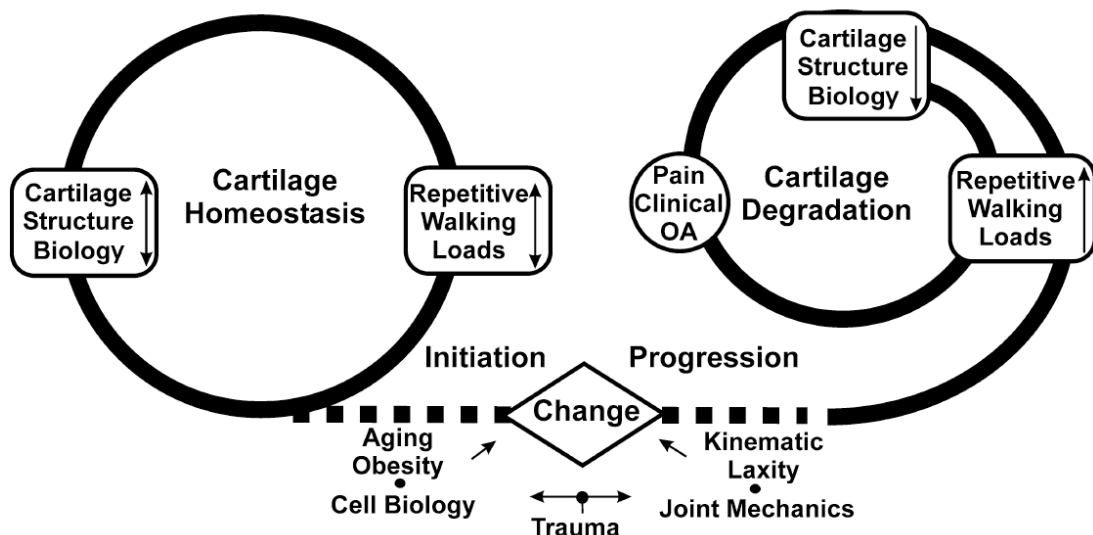 Cartilage
Structure
Biology
Cartilage
Homeostasis
Repetitive
Walking
Loads
Cartilage
Structure
Biology
Pain
Clinical
OA
Cartilage
Degradation
Repetitive
Walking
Loads
Initiation
Progression
Change
Aging
Obesity
Cell Biology
Trauma
Kinematic
Laxity
Joint Mechanics